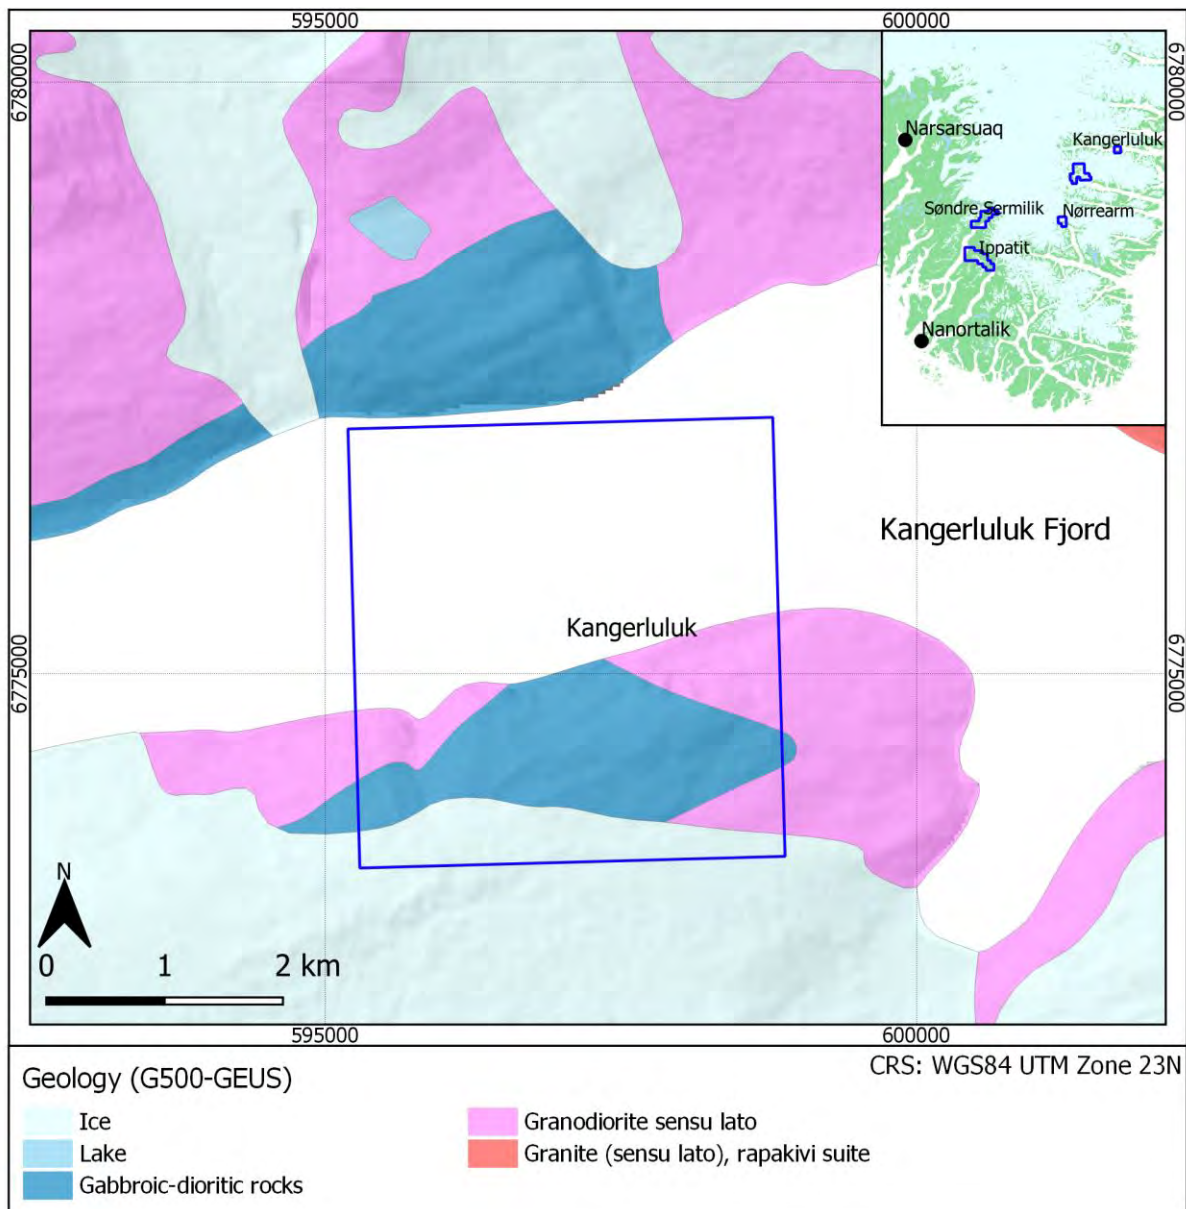 595000
600000
6780000
6780000
Narsarsuaq
Kangerluluk
Søndre Sermilik
Nørrearm
Ippatit
Nanortalik
Kangerluluk Fjord
Kangerluluk
6775000
6775000
N
0 1 2 km
595000
600000
CRS: WGS84 UTM Zone 23N
Geology (G500-GEUS)
Ice
Lake
Gabbroic-dioritic rocks
Granodiorite sensu lato
Granite (sensu lato), rapakivi suite